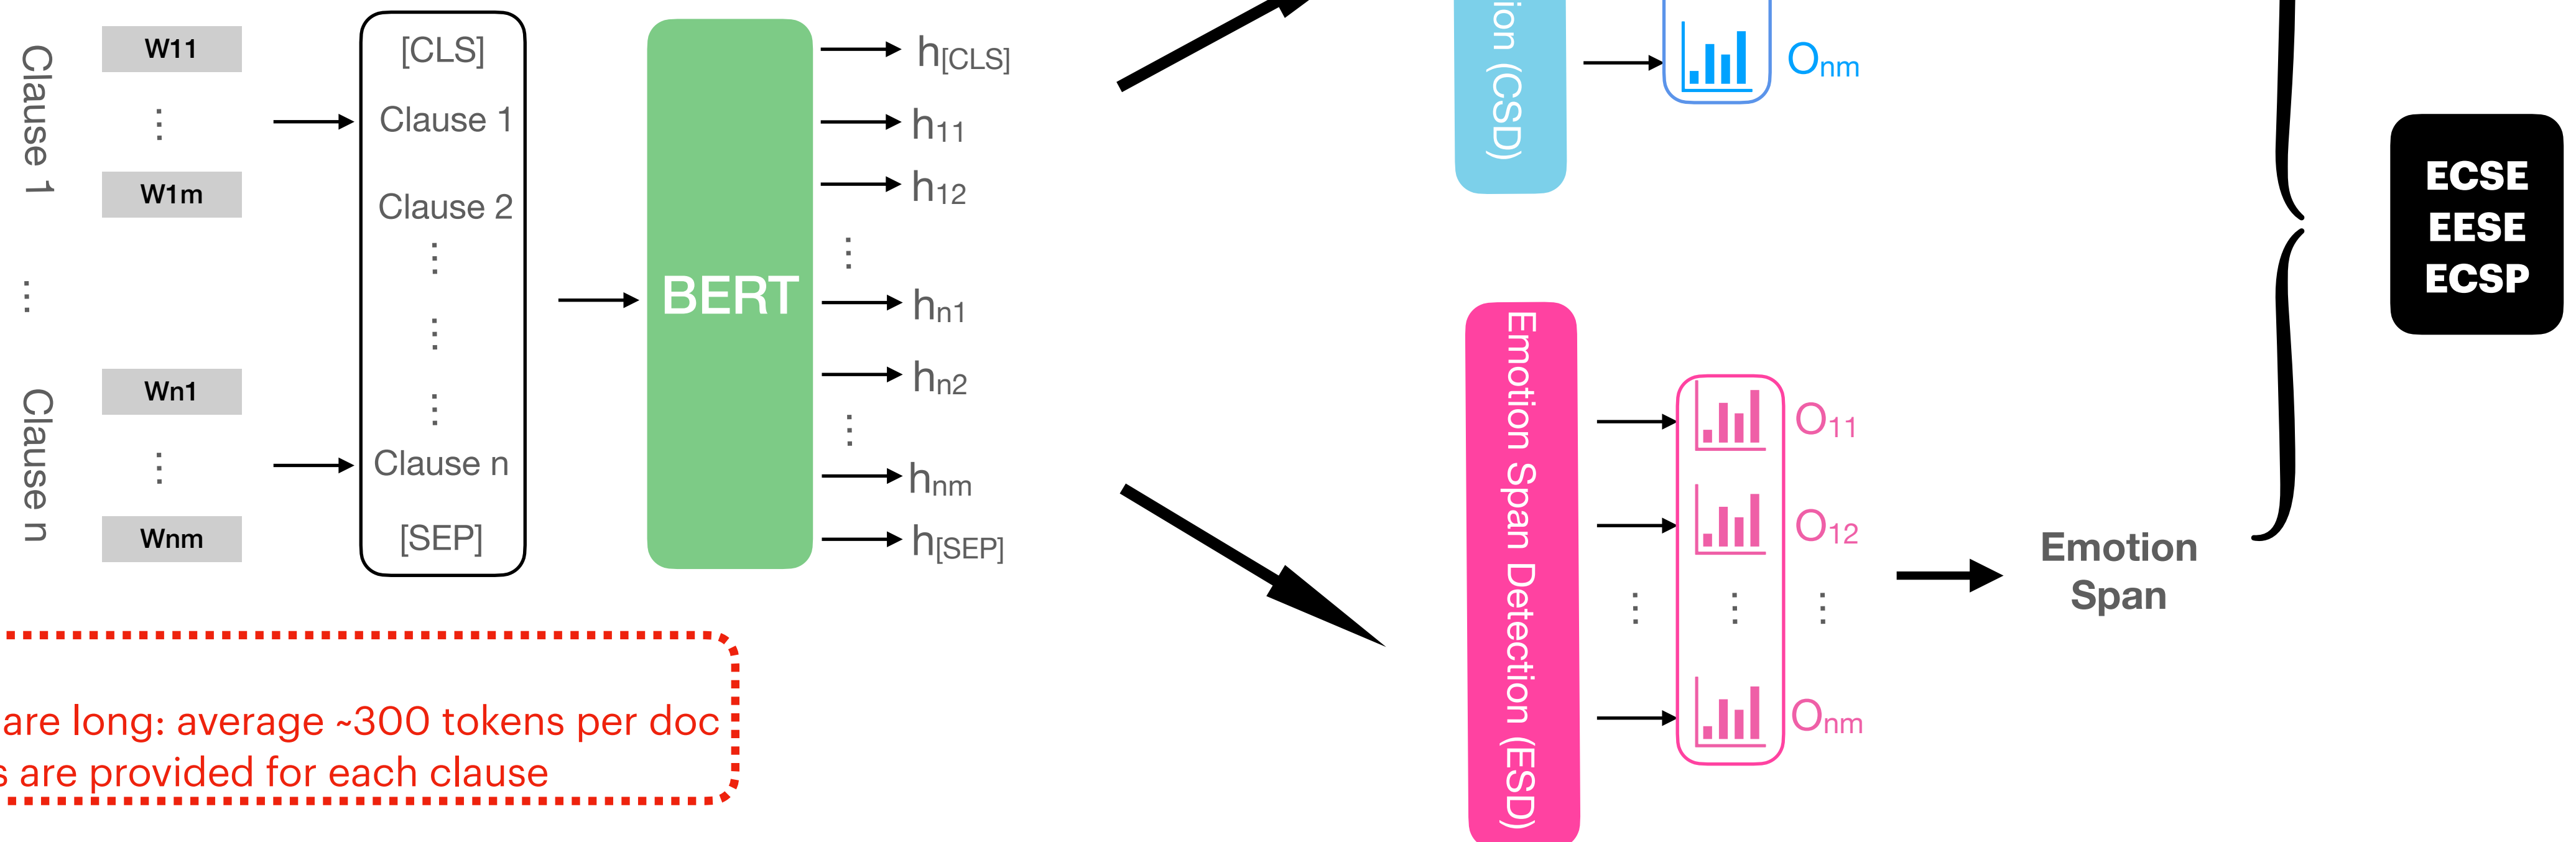 Clause 1
...
Clause n
W11
⋮
W1m
Wn1
⋮
Wnm
[CLS]
Clause 1
Clause 2
⋮
⋮
⋮
Clause n
[SEP]
BERT
h[CLS]
h11
h12
⋮
hn1
hn2
⋮
hnm
h[SEP]
(CSD)
Onm
Emotion Span Detection (ESD)
O11
O12
⋮ ⋮ ⋮
Onm
Emotion
Span
ECSE
EESE
ECSP
are long: average ~300 tokens per doc
are provided for each clause